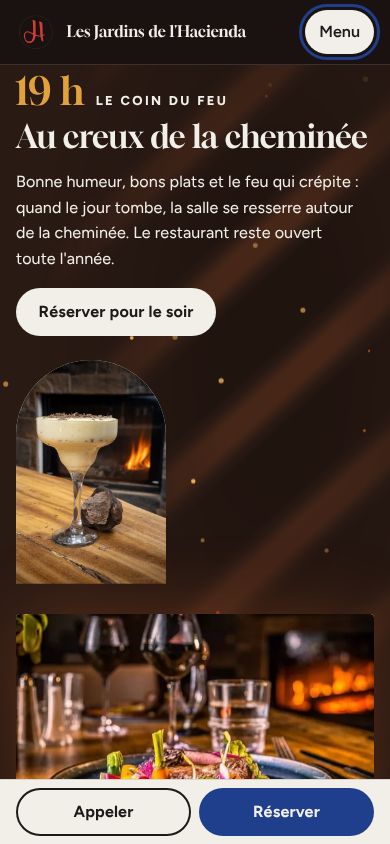 Les Jardins de l'Hacienda
Menu
19 h LE COIN DU FEU
Au creux de la cheminée
Bonne humeur, bons plats et le feu qui crépite :
quand le jour tombe, la salle se resserre autour
de la cheminée. Le restaurant reste ouvert
toute l'année.
Réserver pour le soir
Appeler
Réserver